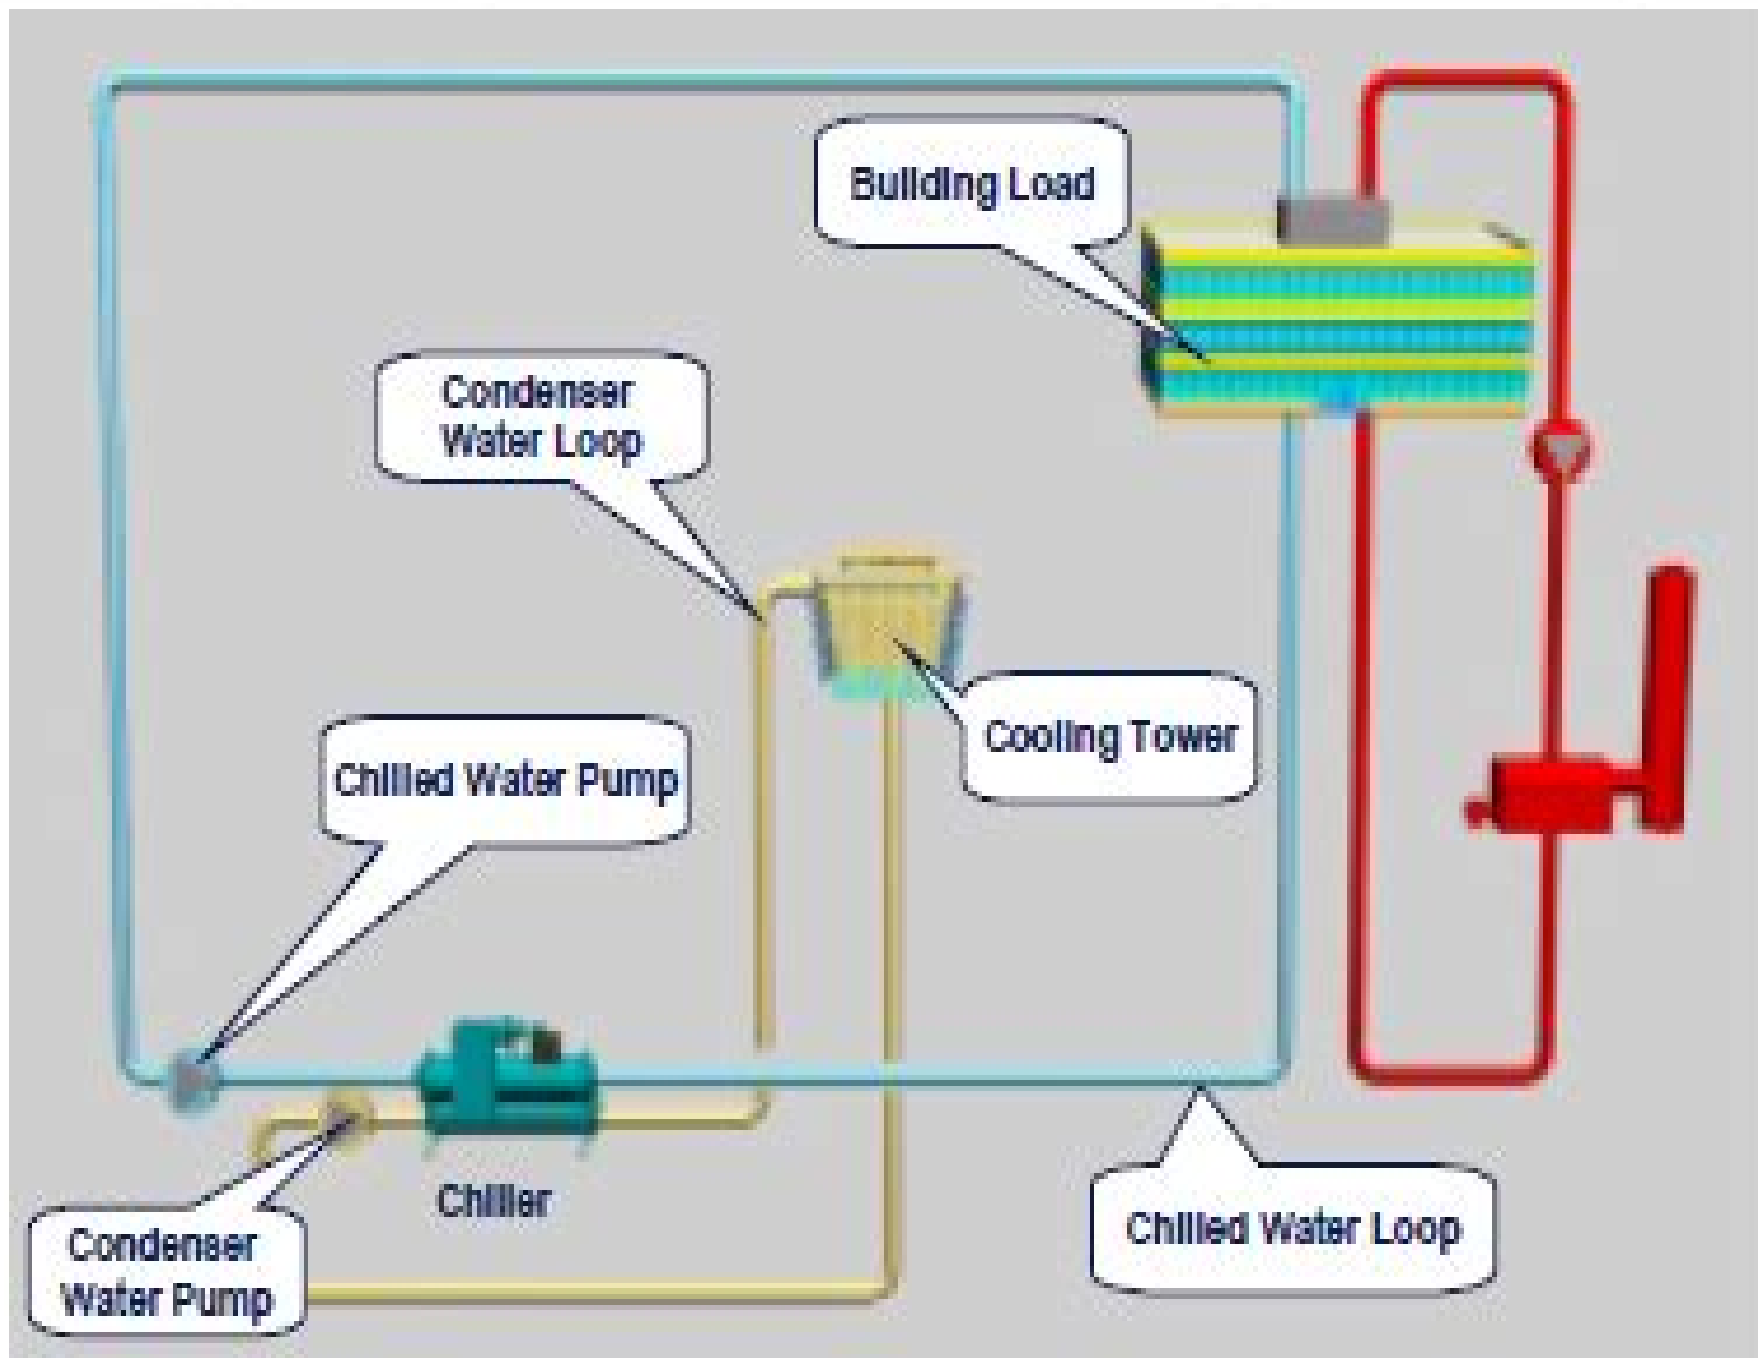 Building Load
Condenser
Water Loop
Cooling Tower
Chilled Water Pump
Chiller
Condenser
Water Pump
Chilled Water Loop